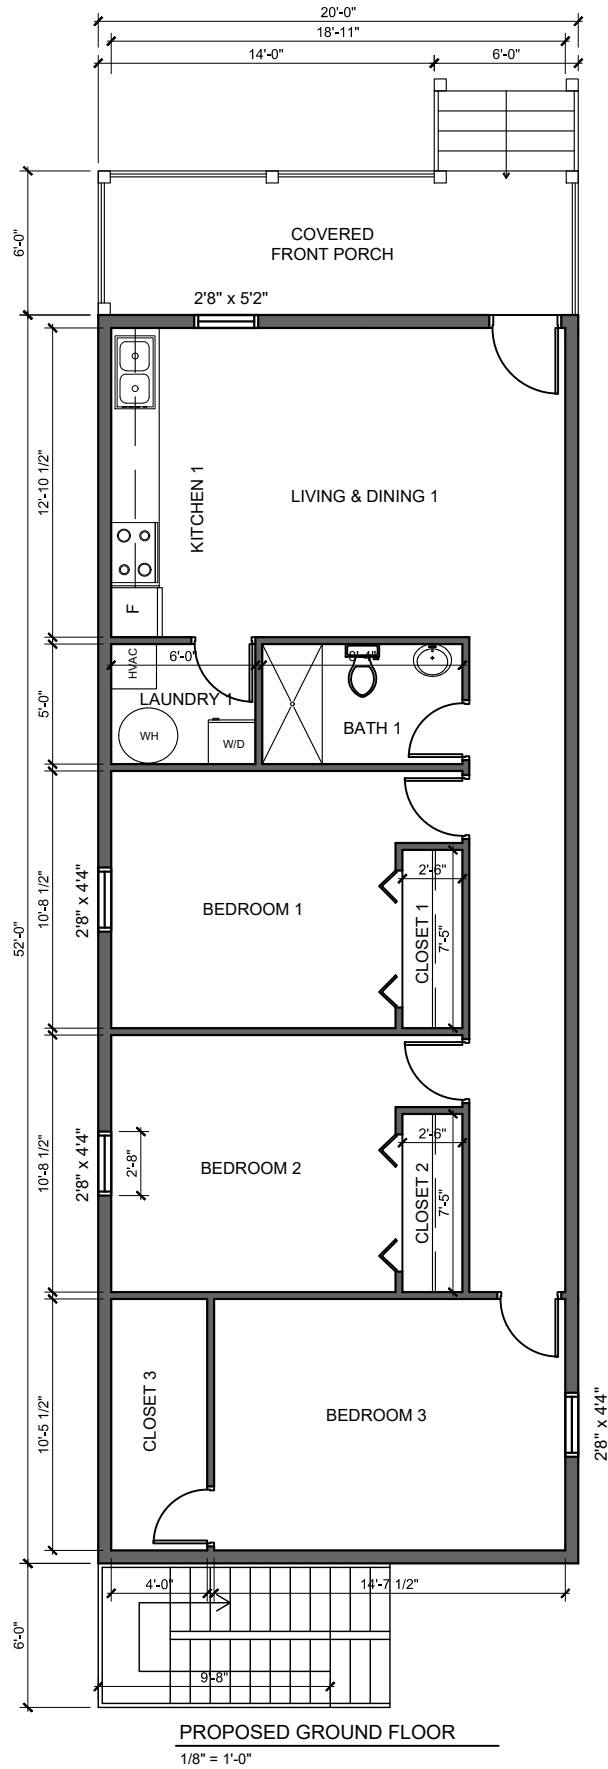 20'-0"
18'-11"
14'-0"
6'-0"
6'-0"
COVERED
FRONT PORCH
2'8" x 5'2"
12'-10 1/2"
KITCHEN 1
LIVING & DINING 1
F
6'-0"
HVAC
LAUNDRY 1
5'-0"
WH
W/D
BATH 1
52'-0"
10'-8 1/2"
2'8" x 4'4"
BEDROOM 1
2'-6"
CLOSET 1
7'-5"
10'-8 1/2"
2'8" x 4'4"
2'-8"
BEDROOM 2
2'-6"
CLOSET 2
7'-5"
10'-5 1/2"
CLOSET 3
BEDROOM 3
2'8" x 4'4"
4'-0"
14'-7 1/2"
6'-0"
9'-8"
PROPOSED GROUND FLOOR
1/8" = 1'-0"